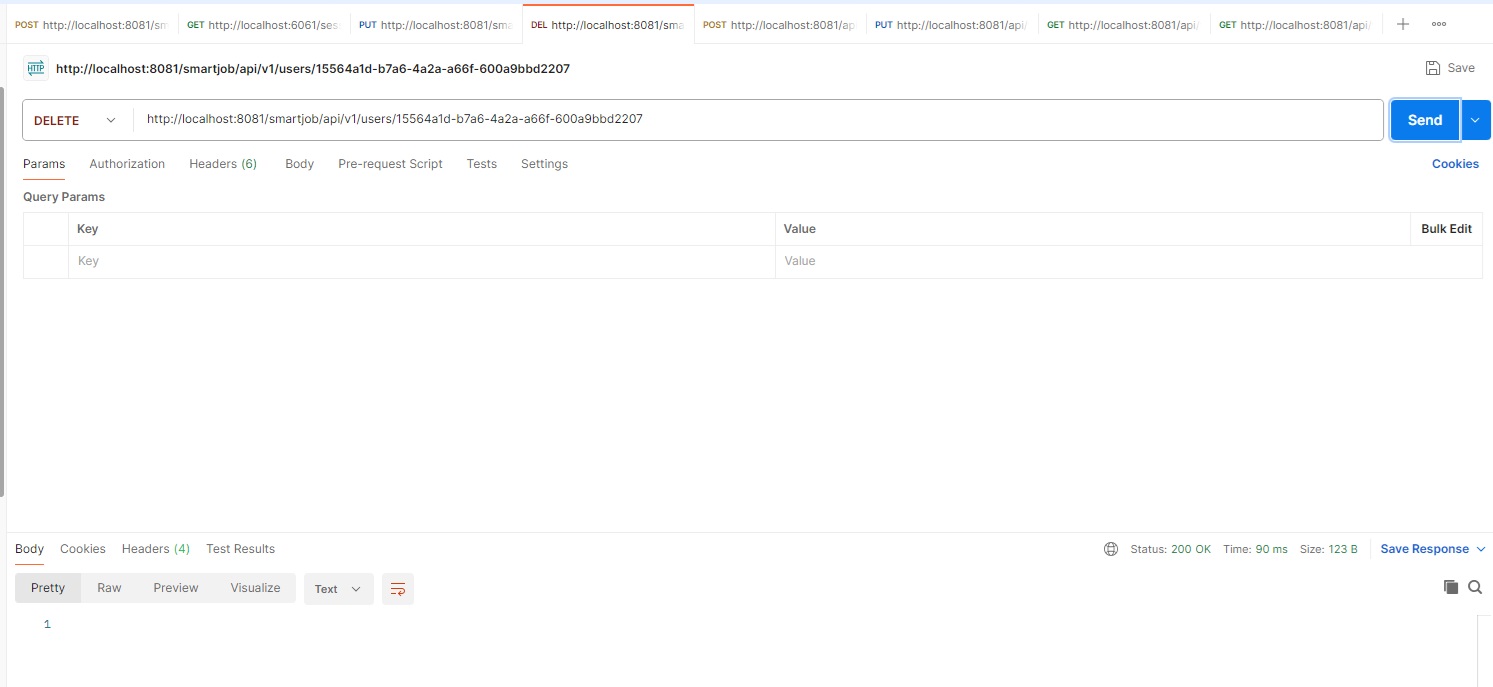 POST http://localhost:8081/sm GET http://localhost:6061/ses PUT http://localhost:8081/sma DEL http://localhost:8081/sma POST http://localhost:8081/ap PUT http://localhost:8081/api/ GET http://localhost:8081/api/ GET http://localhost:8081/api/
HTTP http://localhost:8081/smartjob/api/v1/users/15564a1d-b7a6-4a2a-a66f-600a9bbd2207 Save
DELETE http://localhost:8081/smartjob/api/v1/users/15564a1d-b7a6-4a2a-a66f-600a9bbd2207 Send
Params Authorization Headers (6) Body Pre-request Script Tests Settings Cookies
Query Params
Key Value Bulk Edit
Key Value
Body Cookies Headers (4) Test Results Status: 200 OK Time: 90 ms Size: 123 B Save Response
Pretty Raw Preview Visualize Text
1